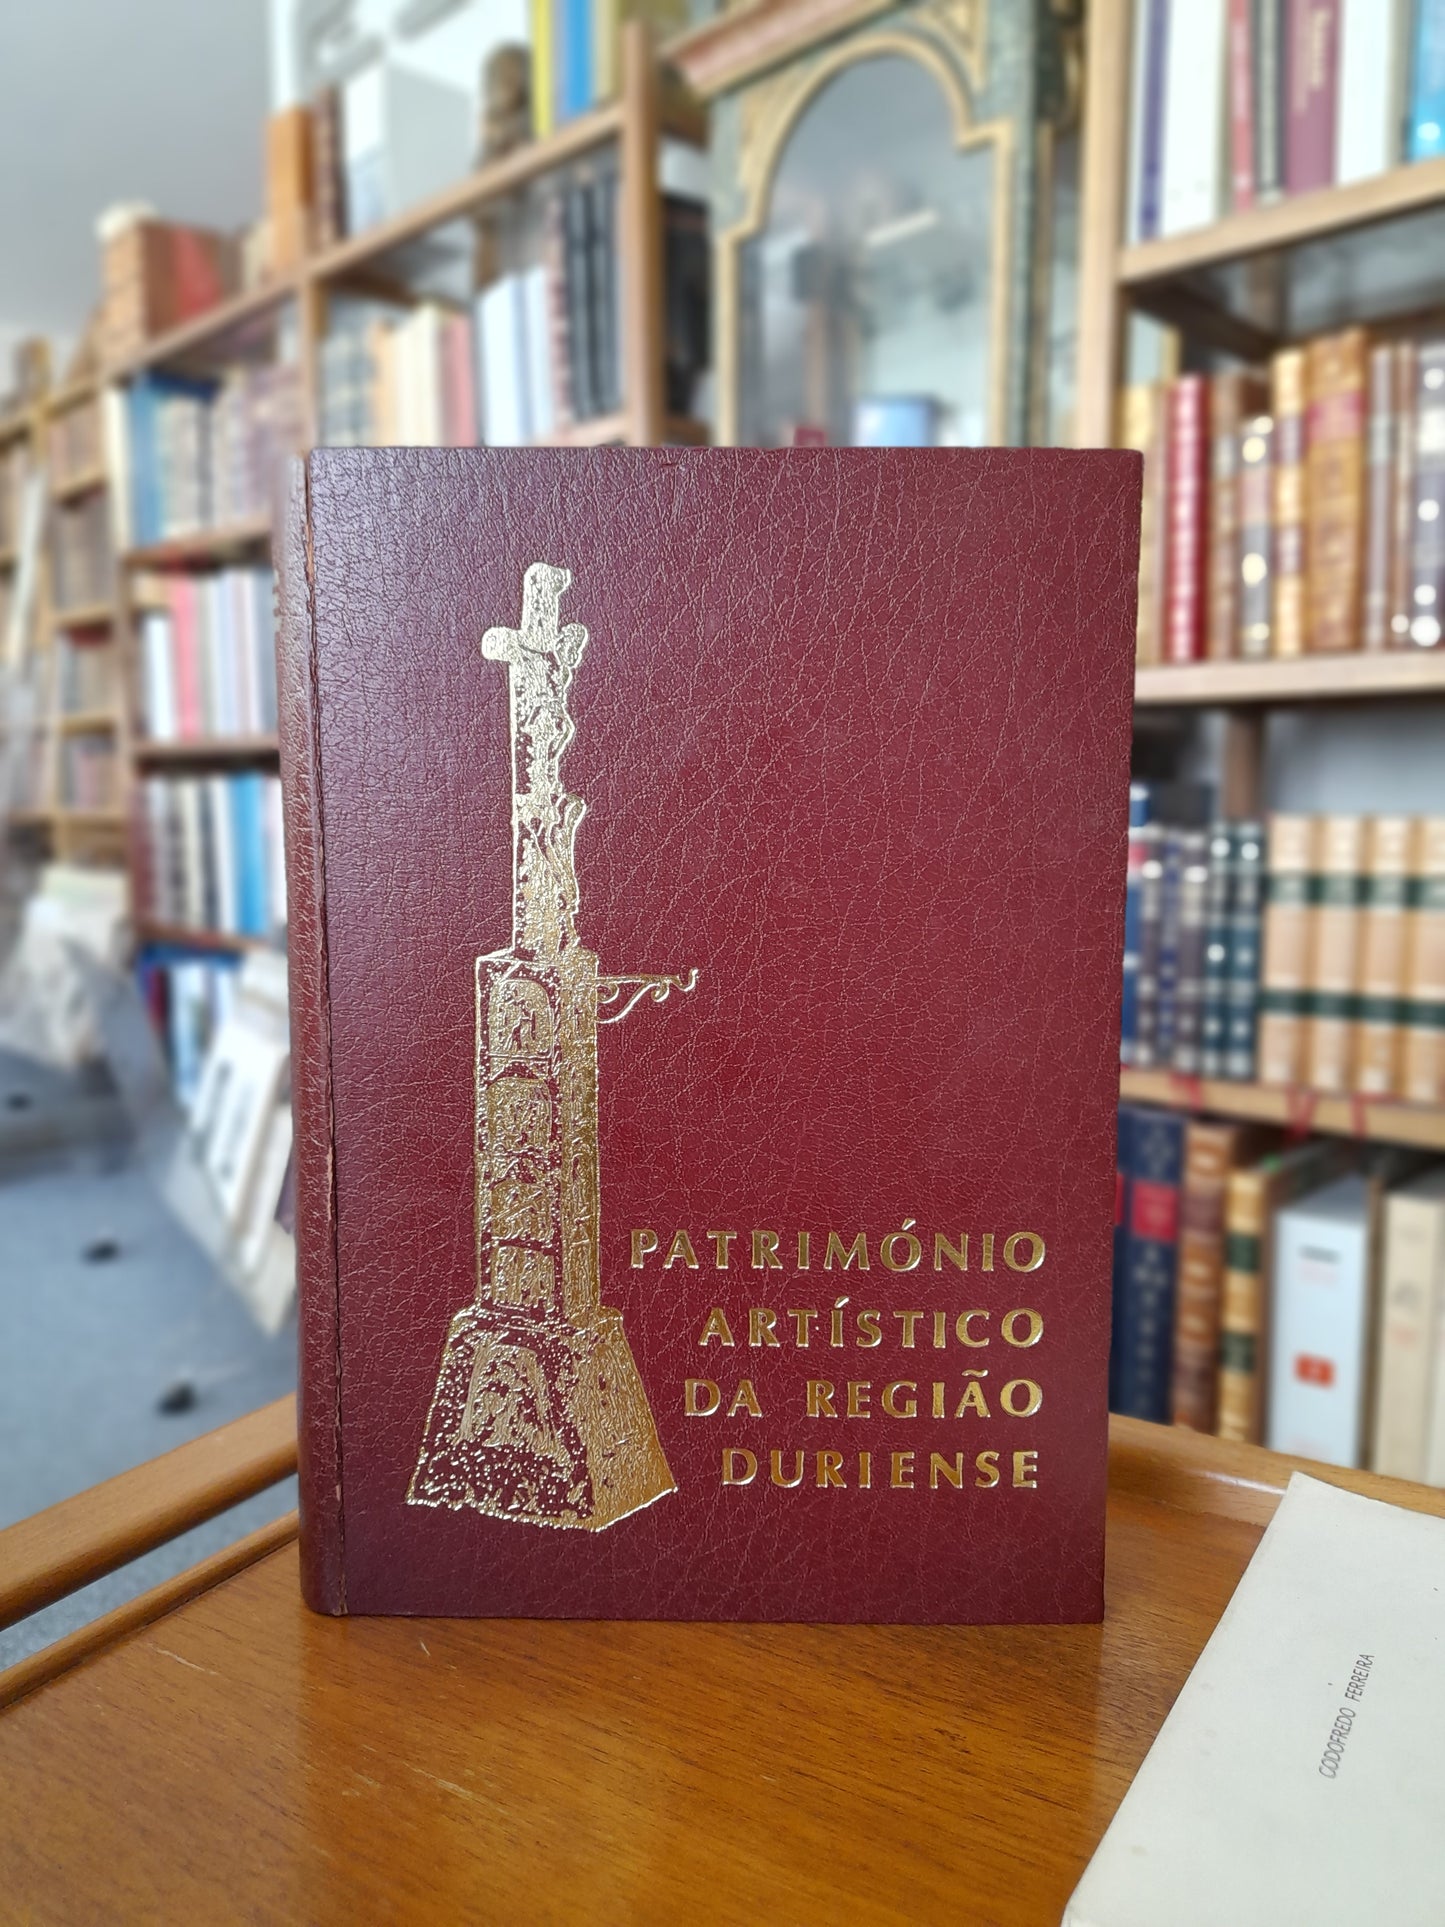 PATRIMÓNIO
ARTÍSTICO
DA REGIÃO
DURIENSE
GODOFREDO FERREIRA